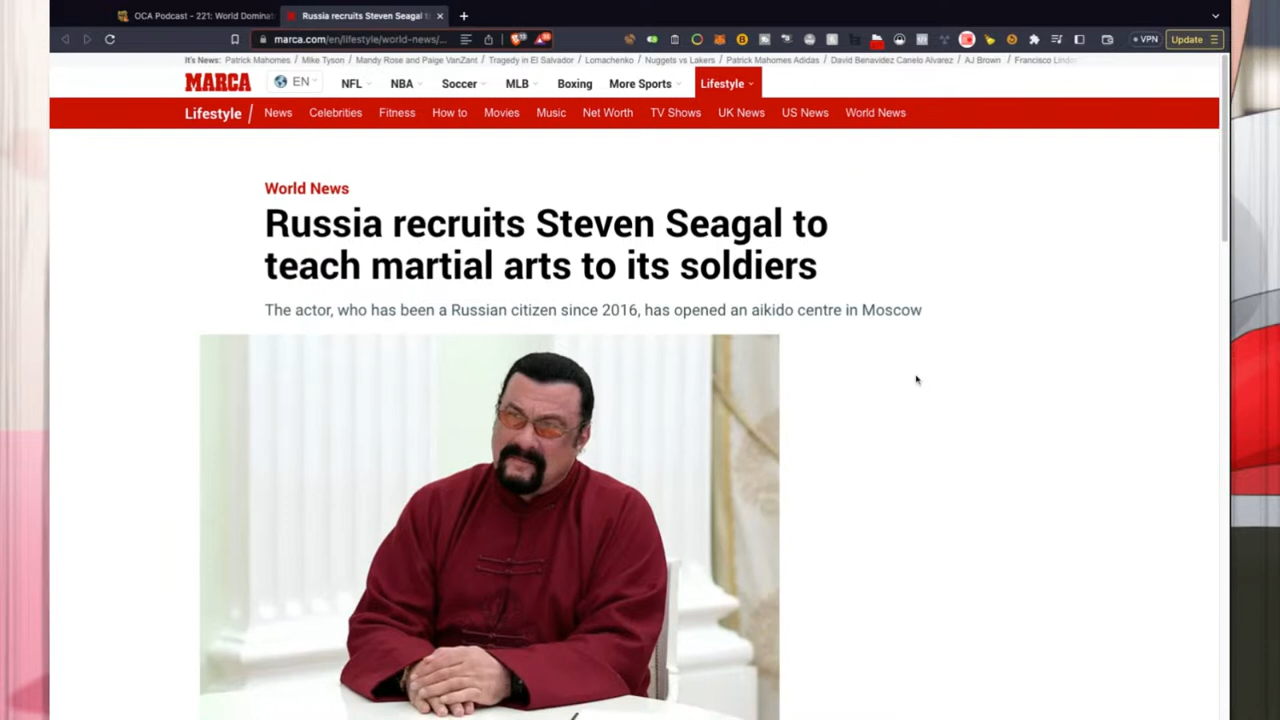 OCA Podcast - 221: World Dominat
Russia recruits Steven Seagal t
marca.com/en/lifestyle/world-news/...
VPN
Update
It's News: Patrick Mahomes / Mike Tyson / Mandy Rose and Paige VanZant / Tragedy in El Salvador / Lomachenko / Nuggets vs Lakers / Patrick Mahomes Adidas / David Benavidez Canelo Alvarez / AJ Brown / Francisco Linde
MARCA EN NFL NBA Soccer MLB Boxing More Sports Lifestyle
Lifestyle / News Celebrities Fitness How to Movies Music Net Worth TV Shows UK News US News World News
World News
Russia recruits Steven Seagal to
teach martial arts to its soldiers
The actor, who has been a Russian citizen since 2016, has opened an aikido centre in Moscow